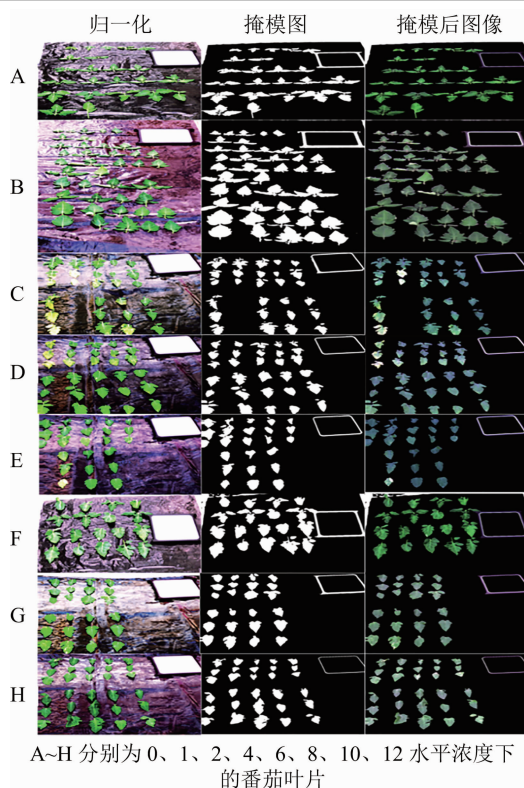 归一化 掩模图 掩模后图像
A
B
C
D
E
F
G
H
A~H 分别为 0、1、2、4、6、8、10、12 水平浓度下
的番茄叶片